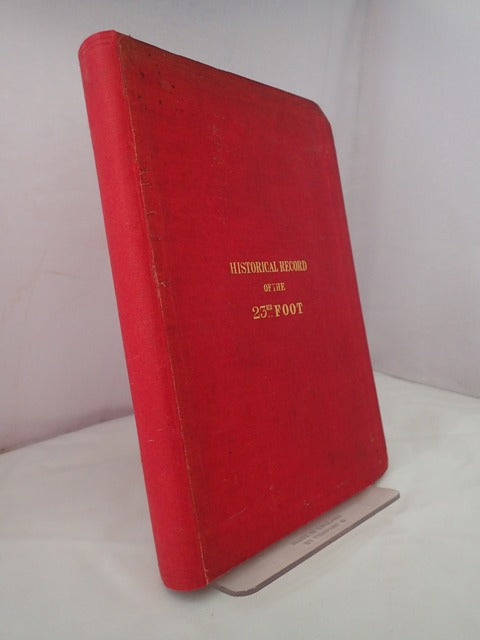 HISTORICAL RECORD
OF THE
23RD FOOT